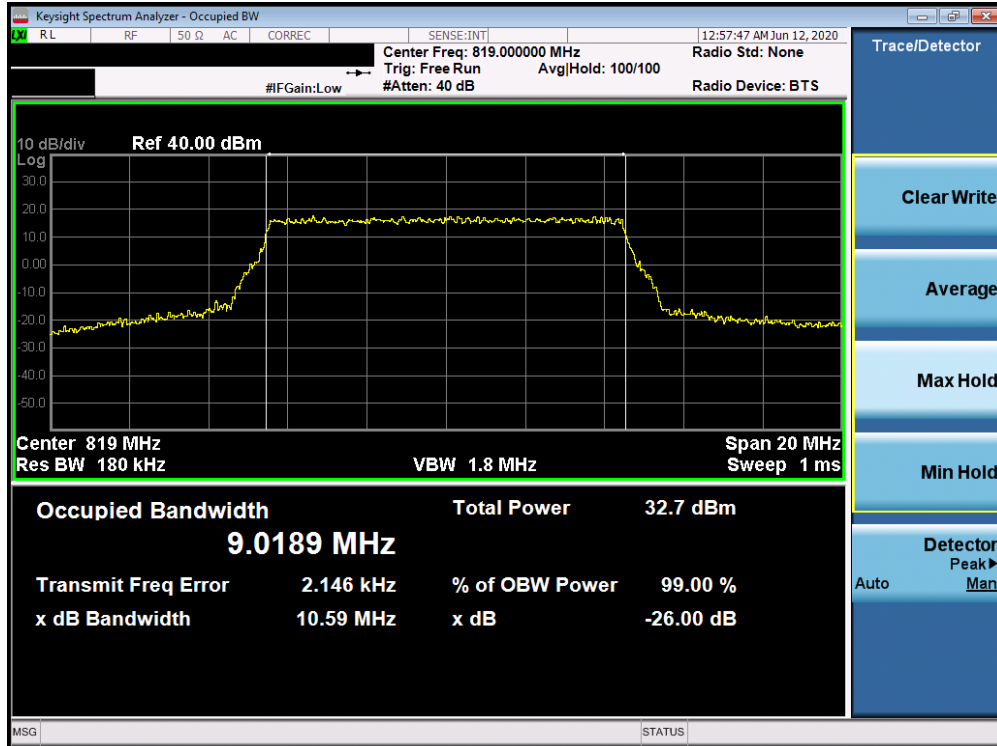 Keysight Spectrum Analyzer - Occupied BW
LXI RL RF 50 Ω AC CORREC SENSE:INT 12:57:47 AM Jun 12, 2020
Center Freq: 819.000000 MHz Radio Std: None
Trig: Free Run Avg|Hold: 100/100
#IFGain:Low #Atten: 40 dB Radio Device: BTS
10 dB/div Ref 40.00 dBm
Log
30.0
20.0
10.0
0.00
-10.0
-20.0
-30.0
-40.0
-50.0
Center 819 MHz Span 20 MHz
Res BW 180 kHz VBW 1.8 MHz Sweep 1 ms
Occupied Bandwidth Total Power 32.7 dBm
9.0189 MHz
Transmit Freq Error 2.146 kHz % of OBW Power 99.00 %
x dB Bandwidth 10.59 MHz x dB -26.00 dB
MSG STATUS
Trace/Detector
Clear Write
Average
Max Hold
Min Hold
Detector
Peak▶
Auto Man